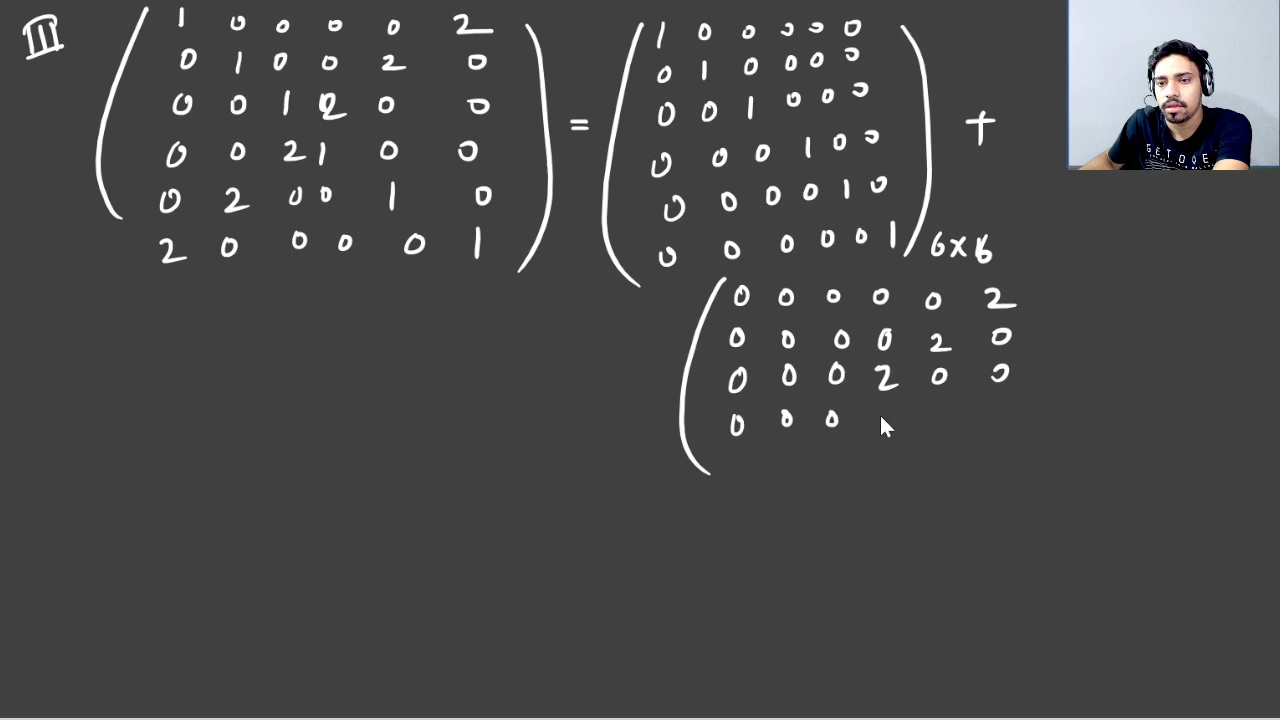 III
1 0 0 0 0 2
0 1 0 0 2 0
0 0 1 2 0 0
0 0 2 1 0 0
0 2 0 0 1 0
2 0 0 0 0 1
=
1 0 0 0 0 0
0 1 0 0 0 0
0 0 1 0 0 0
0 0 0 1 0 0
0 0 0 0 1 0
0 0 0 0 0 1
6×6
+
0 0 0 0 0 2
0 0 0 0 2 0
0 0 0 2 0 0
0 0 0
GETOVE